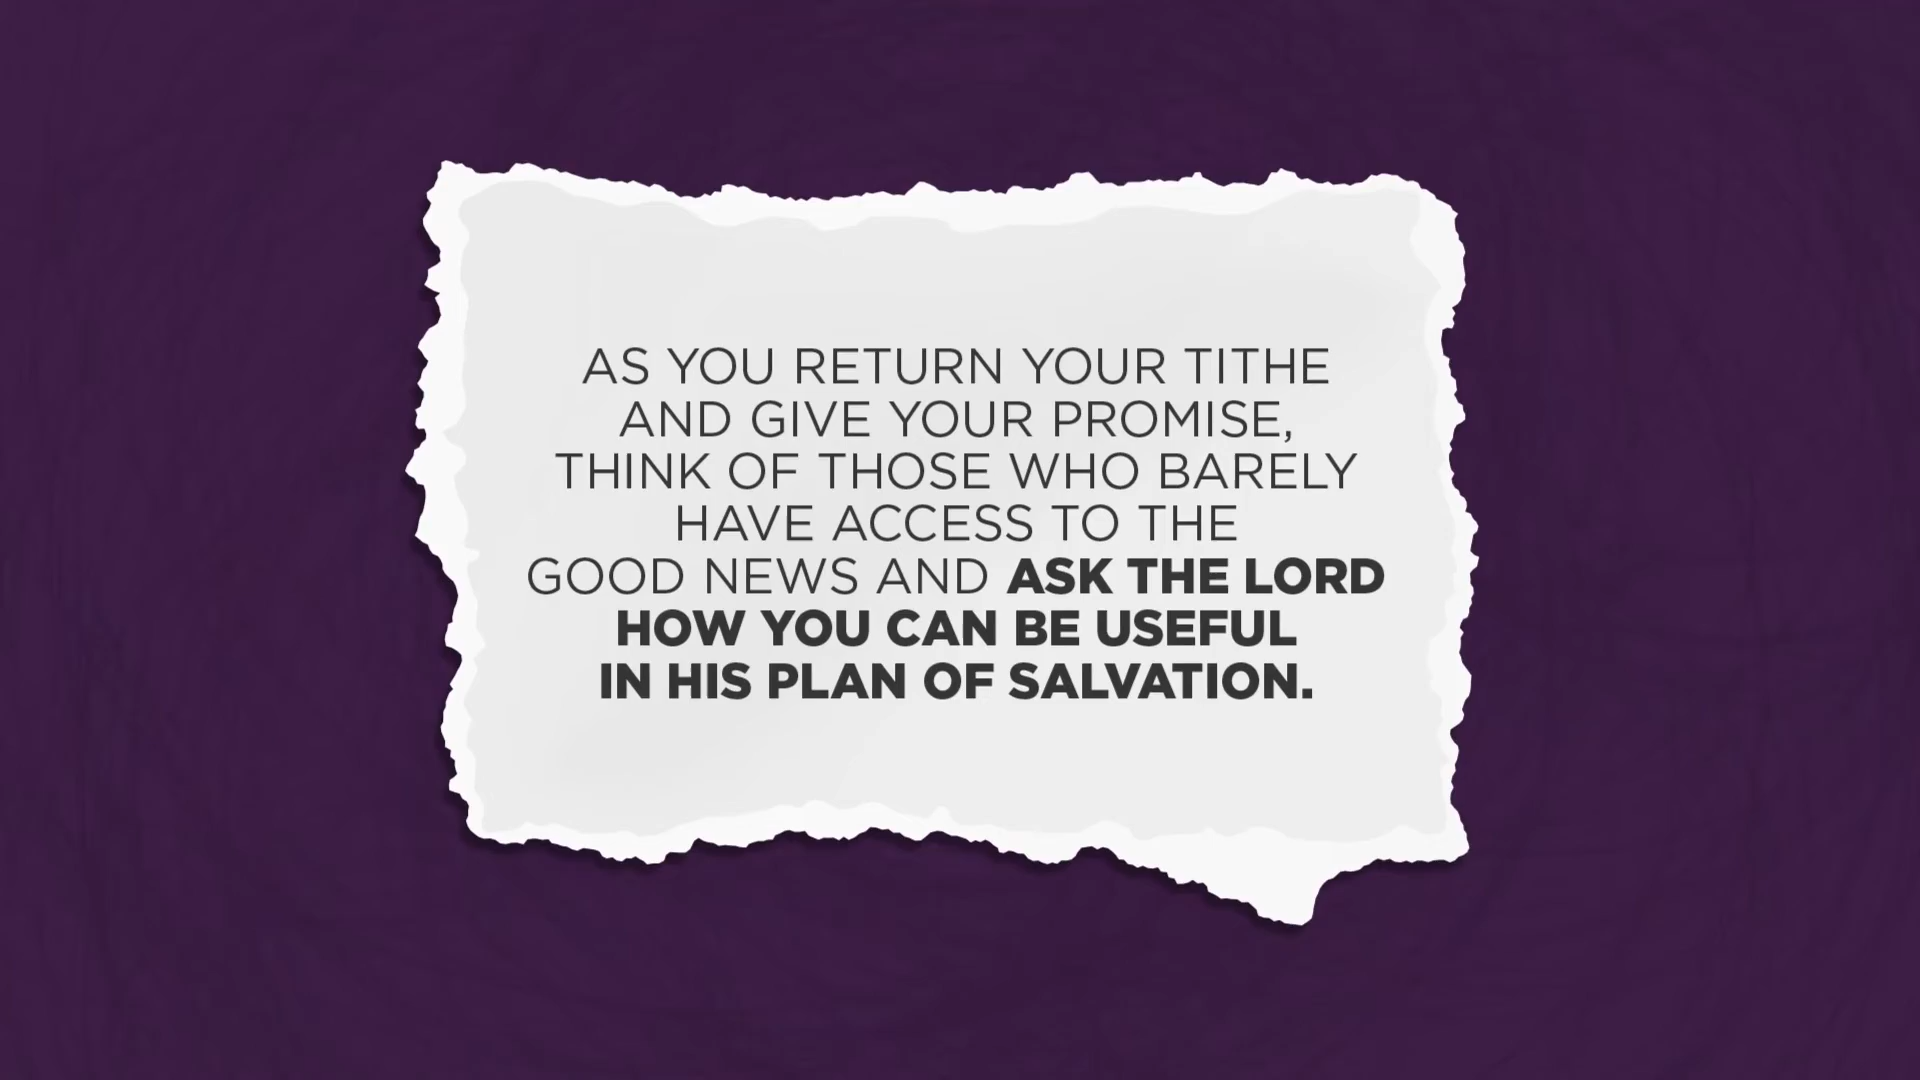 AS YOU RETURN YOUR TITHE
AND GIVE YOUR PROMISE,
THINK OF THOSE WHO BARELY
HAVE ACCESS TO THE
GOOD NEWS AND ASK THE LORD
HOW YOU CAN BE USEFUL
IN HIS PLAN OF SALVATION.